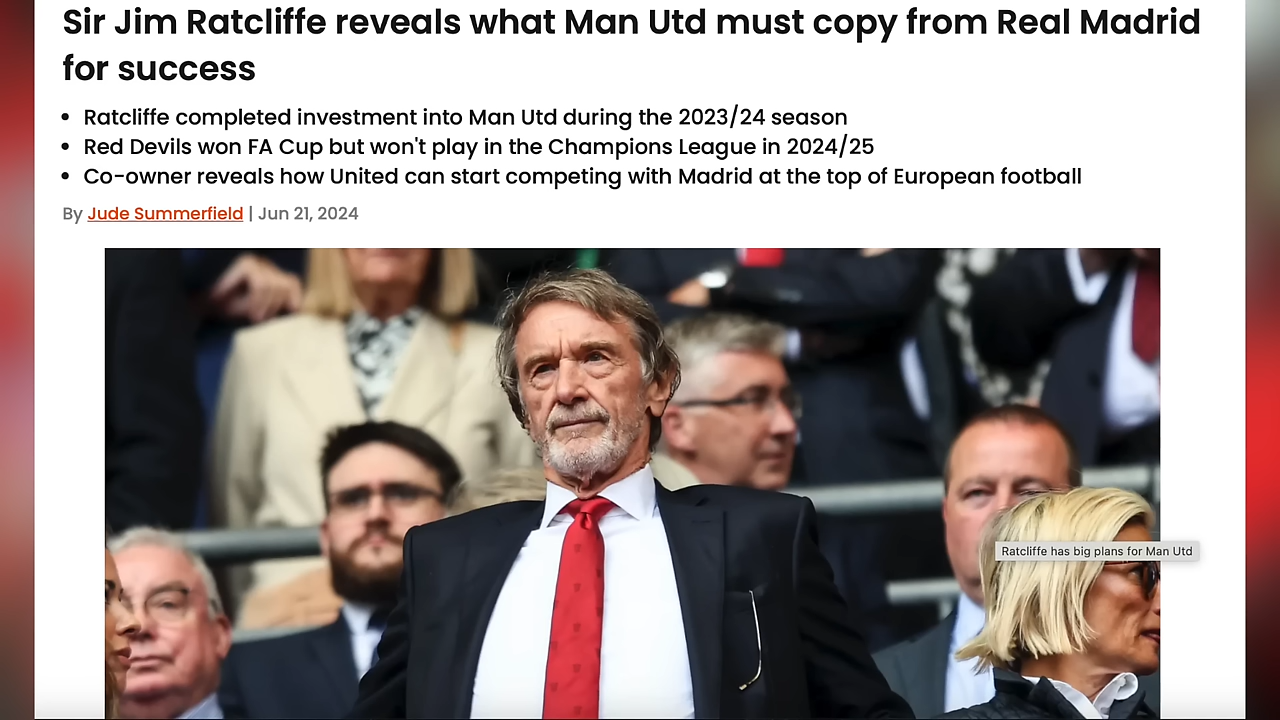 Sir Jim Ratcliffe reveals what Man Utd must copy from Real Madrid
for success
• Ratcliffe completed investment into Man Utd during the 2023/24 season
• Red Devils won FA Cup but won't play in the Champions League in 2024/25
• Co-owner reveals how United can start competing with Madrid at the top of European football
By Jude Summerfield | Jun 21, 2024
Ratcliffe has big plans for Man Utd